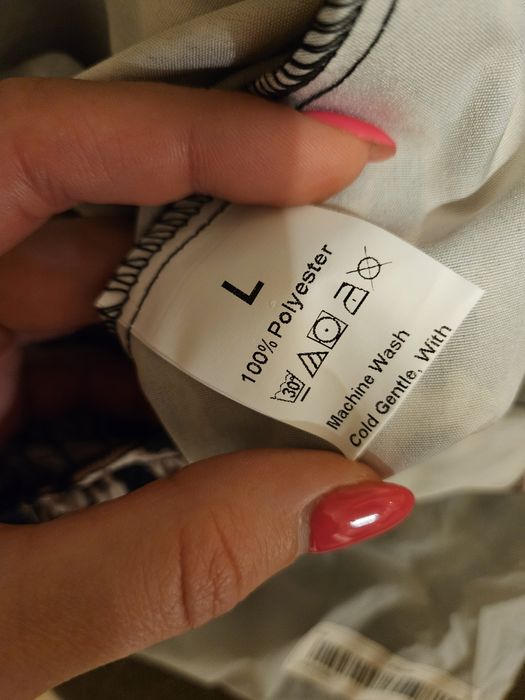 L
100% Polyester
30°
Machine Wash
Cold Gentle, With